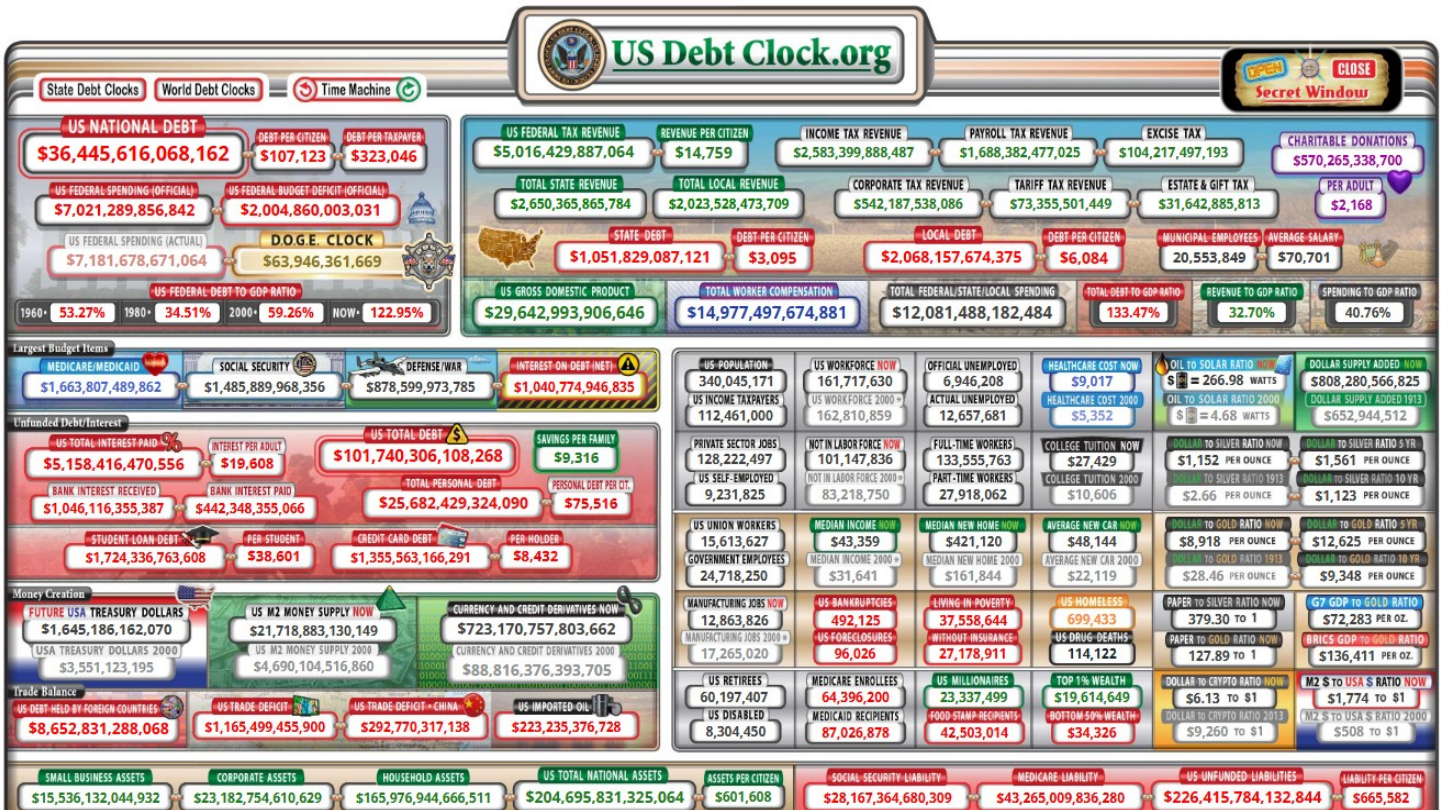 US Debt Clock.org
State Debt Clocks
World Debt Clocks
Time Machine
OPEN
CLOSE
Secret Window
US NATIONAL DEBT
$36,445,616,068,162
DEBT PER CITIZEN
$107,123
DEBT PER TAXPAYER
$323,046
US FEDERAL SPENDING (OFFICIAL)
$7,021,289,856,842
US FEDERAL BUDGET DEFICIT (OFFICIAL)
$2,004,860,003,031
US FEDERAL SPENDING (ACTUAL)
$7,181,678,671,064
D.O.G.E. CLOCK
$63,946,361,669
US FEDERAL DEBT TO GDP RATIO
1960• 53.27% 1980• 34.51% 2000• 59.26% NOW• 122.95%
US FEDERAL TAX REVENUE
$5,016,429,887,064
REVENUE PER CITIZEN
$14,759
INCOME TAX REVENUE
$2,583,399,888,487
PAYROLL TAX REVENUE
$1,688,382,477,025
EXCISE TAX
$104,217,497,193
CHARITABLE DONATIONS
$570,265,338,700
TOTAL STATE REVENUE
$2,650,365,865,784
TOTAL LOCAL REVENUE
$2,023,528,473,709
CORPORATE TAX REVENUE
$542,187,538,086
TARIFF TAX REVENUE
$73,355,501,449
ESTATE & GIFT TAX
$31,642,885,813
PER ADULT
$2,168
STATE DEBT
$1,051,829,087,121
DEBT PER CITIZEN
$3,095
LOCAL DEBT
$2,068,157,674,375
DEBT PER CITIZEN
$6,084
MUNICIPAL EMPLOYEES
20,553,849
AVERAGE SALARY
$70,701
US GROSS DOMESTIC PRODUCT
$29,642,993,906,646
TOTAL WORKER COMPENSATION
$14,977,497,674,881
TOTAL FEDERAL/STATE/LOCAL SPENDING
$12,081,488,182,484
TOTAL DEBT TO GDP RATIO
133.47%
REVENUE TO GDP RATIO
32.70%
SPENDING TO GDP RATIO
40.76%
Largest Budget Items
MEDICARE/MEDICAID
$1,663,807,489,862
SOCIAL SECURITY
$1,485,889,968,356
DEFENSE/WAR
$878,599,973,785
INTEREST ON DEBT (NET)
$1,040,774,946,835
Unfunded Debt/Interest
US TOTAL INTEREST PAID
$5,158,416,470,556
INTEREST PER ADULT
$19,608
US TOTAL DEBT
$101,740,306,108,268
SAVINGS PER FAMILY
$9,316
BANK INTEREST RECEIVED
$1,046,116,355,387
BANK INTEREST PAID
$442,348,355,066
TOTAL PERSONAL DEBT
$25,682,429,324,090
PERSONAL DEBT PER CIT.
$75,516
STUDENT LOAN DEBT
$1,724,336,763,608
PER STUDENT
$38,601
CREDIT CARD DEBT
$1,355,563,166,291
PER HOLDER
$8,432
Money Creation
FUTURE USA TREASURY DOLLARS
$1,645,186,162,070
USA TREASURY DOLLARS 2000
$3,551,123,195
US M2 MONEY SUPPLY NOW
$21,718,883,130,149
US M2 MONEY SUPPLY 2000
$4,690,104,516,860
CURRENCY AND CREDIT DERIVATIVES NOW
$723,170,757,803,662
CURRENCY AND CREDIT DERIVATIVES 2000
$88,816,376,393,705
Trade Balance
US DEBT HELD BY FOREIGN COUNTRIES
$8,652,831,288,068
US TRADE DEFICIT
$1,165,499,455,900
US TRADE DEFICIT • CHINA
$292,770,317,138
US IMPORTED OIL
$223,235,376,728
US POPULATION
340,045,171
US INCOME TAXPAYERS
112,461,000
US WORKFORCE NOW
161,717,630
US WORKFORCE 2000
162,810,859
OFFICIAL UNEMPLOYED
6,946,208
ACTUAL UNEMPLOYED
12,657,681
HEALTHCARE COST NOW
$9,017
HEALTHCARE COST 2000
$5,352
OIL TO SOLAR RATIO NOW
$ = 266.98 WATTS
OIL TO SOLAR RATIO 2000
$ = 4.68 WATTS
DOLLAR SUPPLY ADDED NOW
$808,280,566,825
DOLLAR SUPPLY ADDED 1913
$652,944,512
PRIVATE SECTOR JOBS
128,222,497
US SELF-EMPLOYED
9,231,825
NOT IN LABOR FORCE NOW
101,147,836
NOT IN LABOR FORCE 2000
83,218,750
FULL-TIME WORKERS
133,555,763
PART-TIME WORKERS
27,918,062
COLLEGE TUITION NOW
$27,429
COLLEGE TUITION 2000
$10,606
DOLLAR TO SILVER RATIO NOW
$1,152 PER OUNCE
DOLLAR TO SILVER RATIO 1913
$2.66 PER OUNCE
DOLLAR TO SILVER RATIO 5 YR
$1,561 PER OUNCE
DOLLAR TO SILVER RATIO 10 YR
$1,123 PER OUNCE
US UNION WORKERS
15,613,627
GOVERNMENT EMPLOYEES
24,718,250
MEDIAN INCOME NOW
$43,359
MEDIAN INCOME 2000
$31,641
MEDIAN NEW HOME NOW
$421,120
MEDIAN NEW HOME 2000
$161,844
AVERAGE NEW CAR NOW
$48,144
AVERAGE NEW CAR 2000
$22,119
DOLLAR TO GOLD RATIO NOW
$8,918 PER OUNCE
DOLLAR TO GOLD RATIO 1913
$28.46 PER OUNCE
DOLLAR TO GOLD RATIO 5 YR
$12,625 PER OUNCE
DOLLAR TO GOLD RATIO 10 YR
$9,348 PER OUNCE
MANUFACTURING JOBS NOW
12,863,826
MANUFACTURING JOBS 2000
17,265,020
US BANKRUPTCIES
492,125
US FORECLOSURES
96,026
LIVING IN POVERTY
37,558,644
WITHOUT INSURANCE
27,178,911
US HOMELESS
699,433
US DRUG DEATHS
114,122
PAPER TO SILVER RATIO NOW
379.30 TO 1
PAPER TO GOLD RATIO NOW
127.89 TO 1
G7 GDP TO GOLD RATIO
$72,283 PER OZ.
BRICS GDP TO GOLD RATIO
$136,411 PER OZ.
US RETIREES
60,197,407
US DISABLED
8,304,450
MEDICARE ENROLLEES
64,396,200
MEDICAID RECIPIENTS
87,026,878
US MILLIONAIRES
23,337,499
FOOD STAMP RECIPIENTS
42,503,014
TOP 1% WEALTH
$19,614,649
BOTTOM 50% WEALTH
$34,326
DOLLAR TO CRYPTO RATIO NOW
$6.13 TO $1
DOLLAR TO CRYPTO RATIO 2013
$9,260 TO $1
M2 $ TO USA $ RATIO NOW
$1,774 TO $1
M2 $ TO USA $ RATIO 2000
$508 TO $1
SMALL BUSINESS ASSETS
$15,536,132,044,932
CORPORATE ASSETS
$23,182,754,610,629
HOUSEHOLD ASSETS
$165,976,944,666,511
US TOTAL NATIONAL ASSETS
$204,695,831,325,064
ASSETS PER CITIZEN
$601,608
SOCIAL SECURITY LIABILITY
$28,167,364,680,309
MEDICARE LIABILITY
$43,265,009,836,280
US UNFUNDED LIABILITIES
$226,415,784,132,844
LIABILITY PER CITIZEN
$665,582